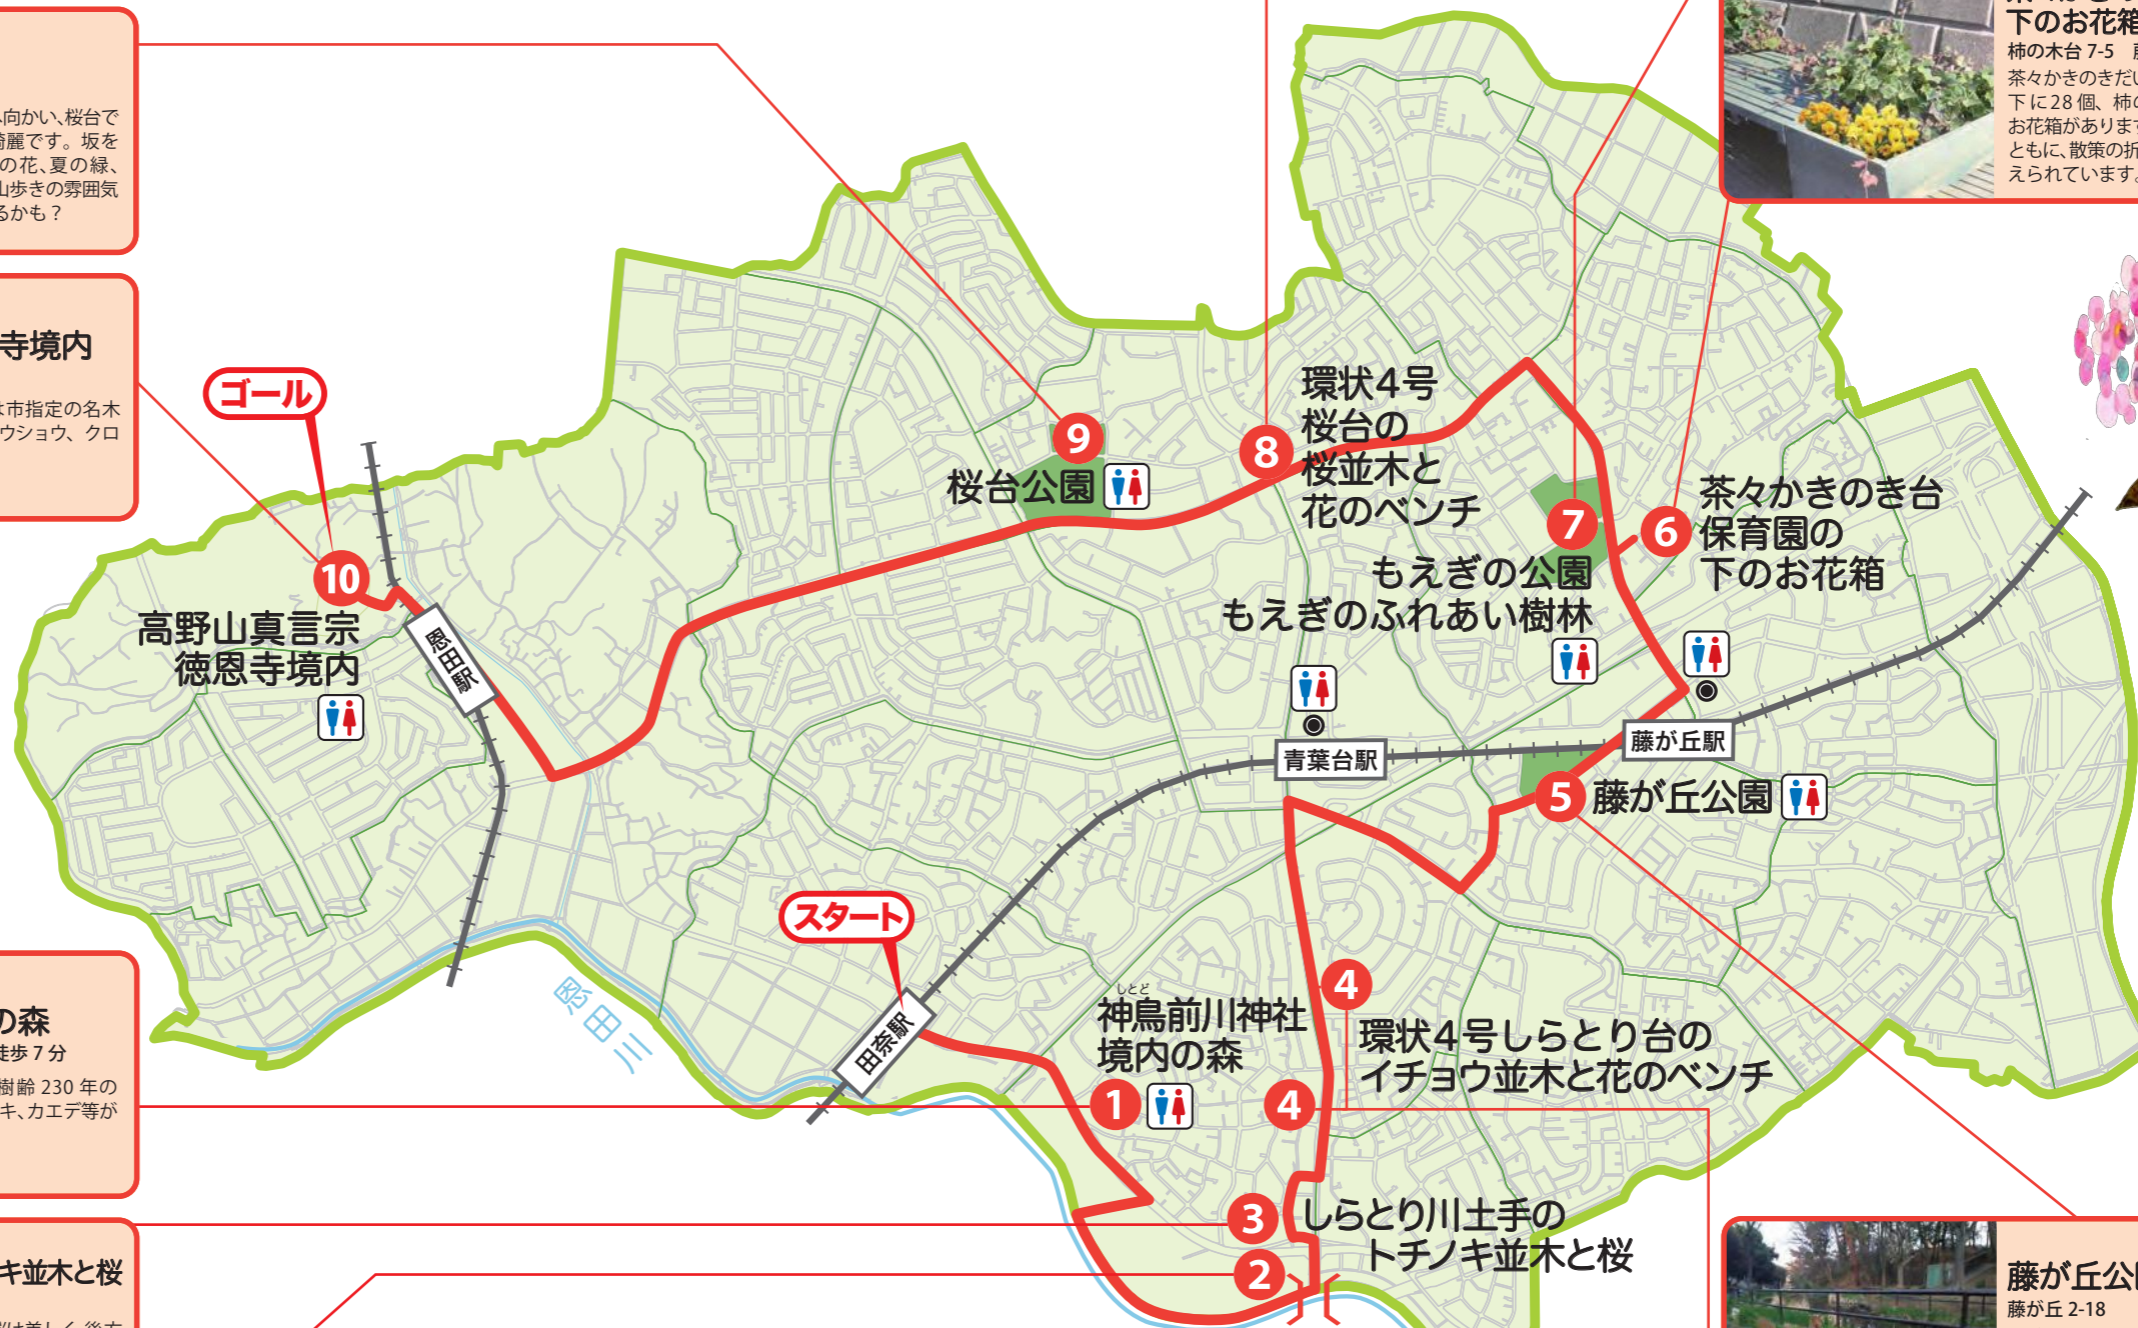 向かい、桜台で
綺麗です。坂を
の花、夏の緑、
山歩きの雰囲気
るかも？
寺境内
は市指定の名木
ウショウ、クロ
ゴール
10
高野山真言宗
徳恩寺境内
恩田駅
9
桜台公園
8
環状4号
桜台の
桜並木と
花のベンチ
7
もえぎの公園
もえぎのふれあい樹林
6
茶々かきのき台
保育園の
下のお花箱
下のお花箱
柿の木台 7-5
茶々かきのきだい
下に28個、柿の
お花箱があります
ともに、散策の折
えられています。
青葉台駅
藤が丘駅
5
藤が丘公園
スタート
田奈駅
恩田川
しとど
神鳥前川神社
境内の森
1
4
4
環状4号しらとり台の
イチョウ並木と花のベンチ
3
しらとり川土手の
トチノキ並木と桜
2
の森
徒歩 7 分
樹齢 230 年の
キ、カエデ等が
キ並木と桜
藤が丘公
藤が丘 2-18